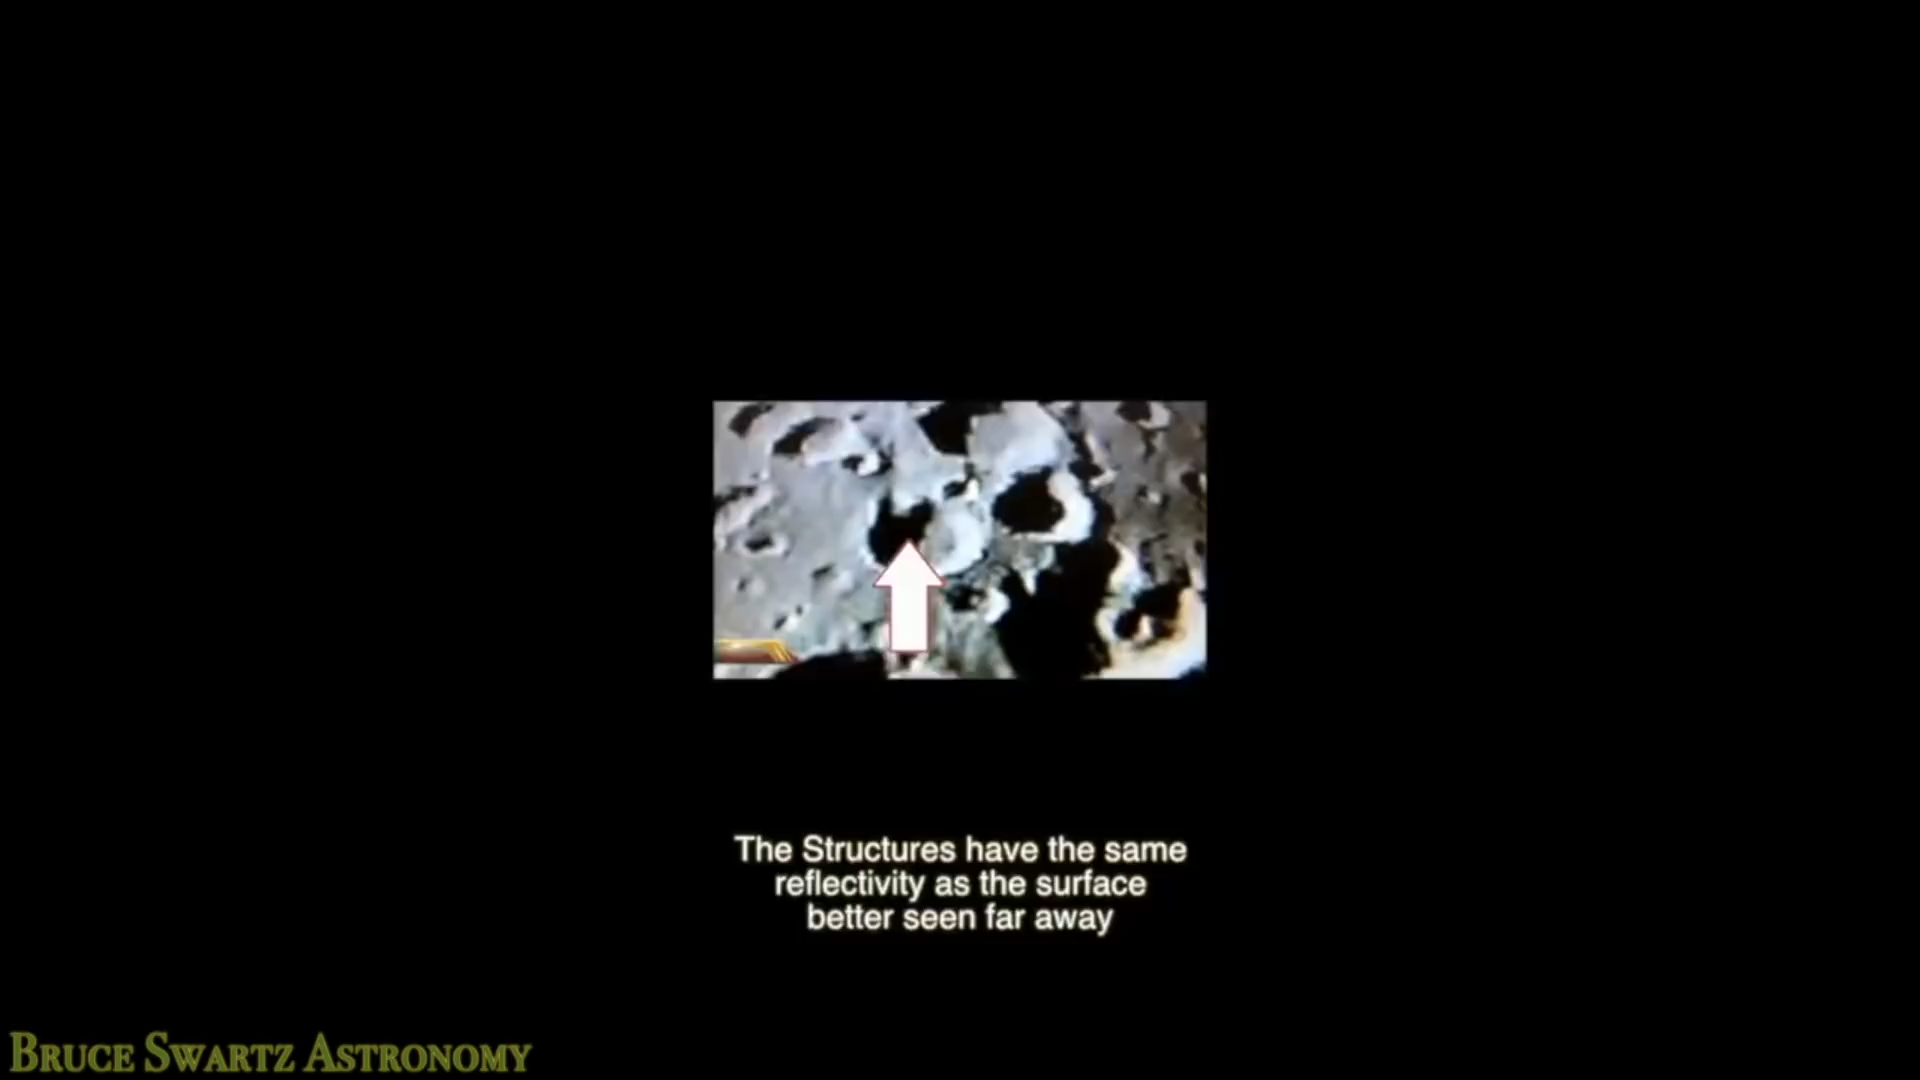 The Structures have the same
reflectivity as the surface
better seen far away
BRUCE SWARTZ ASTRONOMY